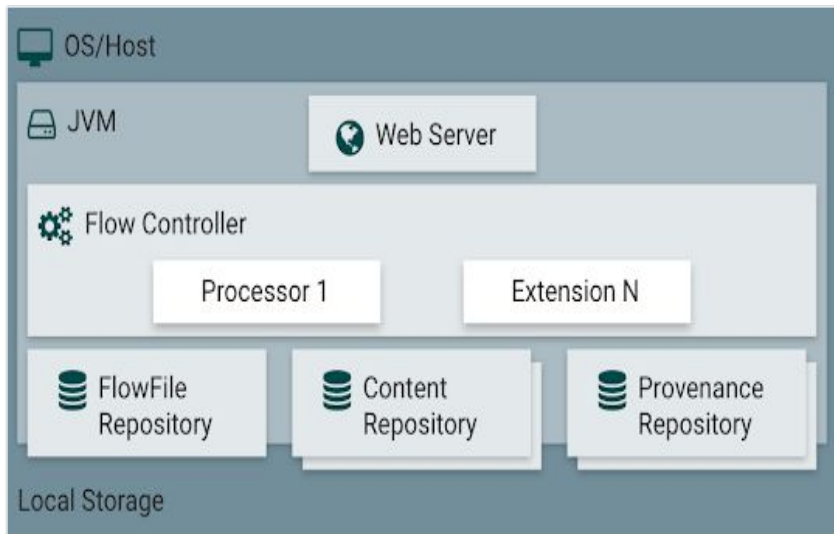 OS/Host
JVM
Web Server
Flow Controller
Processor 1
Extension N
FlowFile
Repository
Content
Repository
Provenance
Repository
Local Storage